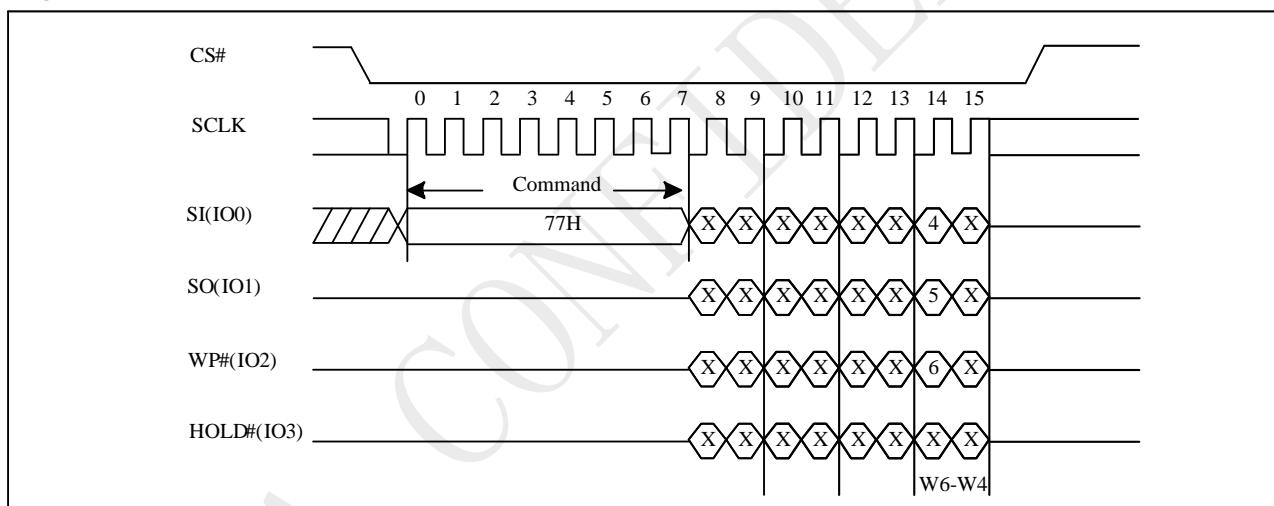 CS#
0 1 2 3 4 5 6 7 8 9 10 11 12 13 14 15
SCLK
Command
SI(IO0) 77H X X X X X X 4 X
SO(IO1) X X X X X X 5 X
WP#(IO2) X X X X X X 6 X
HOLD#(IO3) X X X X X X X X
W6-W4